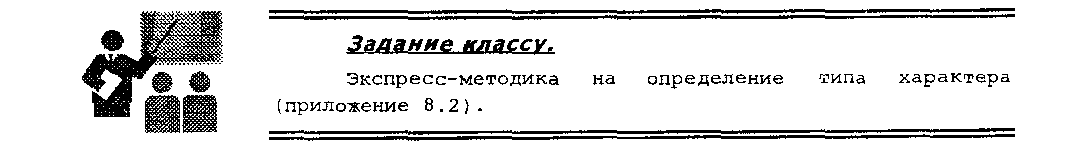 Задание классу.
Экспресс-методика на определение типа характера
(приложение 8.2).